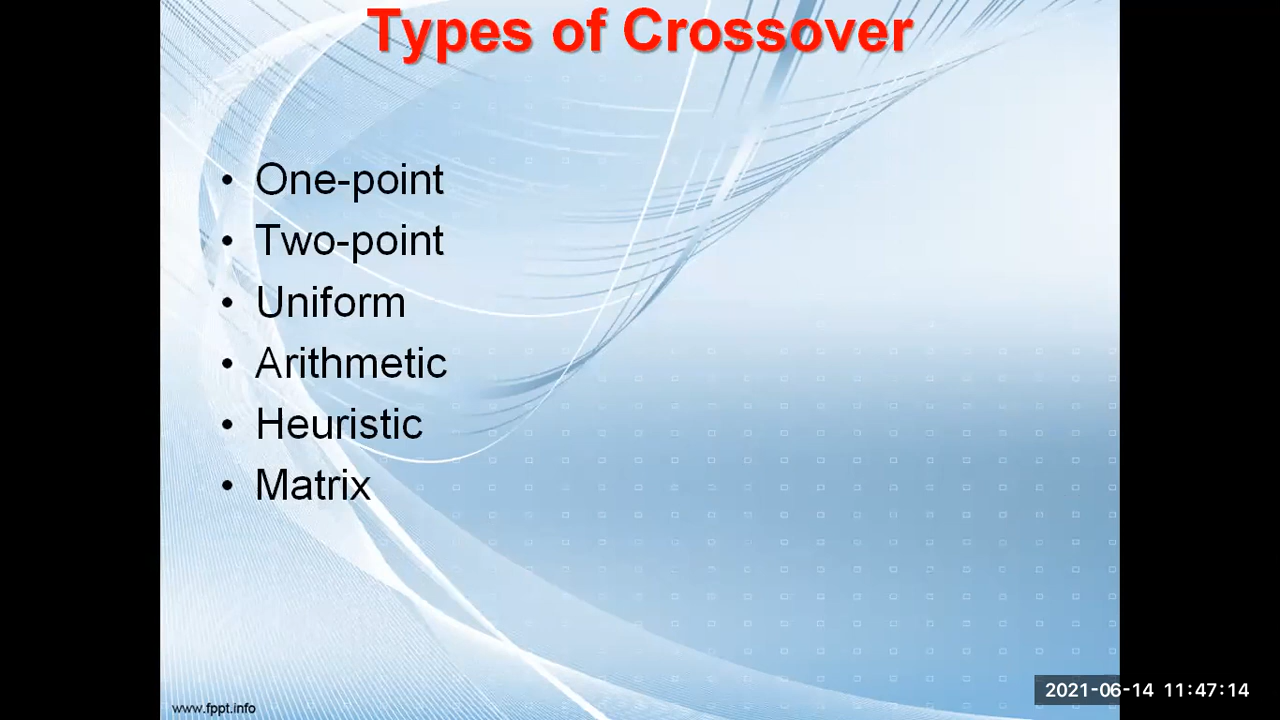 Types of Crossover
• One-point
• Two-point
• Uniform
• Arithmetic
• Heuristic
• Matrix
www.fppt.info
2021-06-14 11:47:14